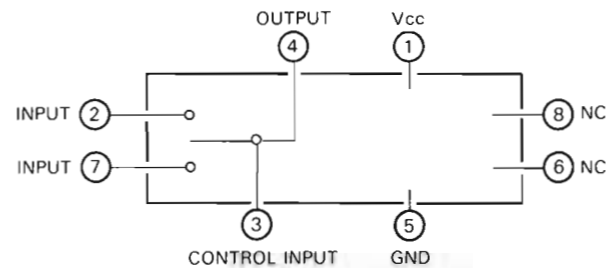 OUTPUT Vcc
4 1
INPUT 2 8 NC
INPUT 7 6 NC
3 5
CONTROL INPUT GND